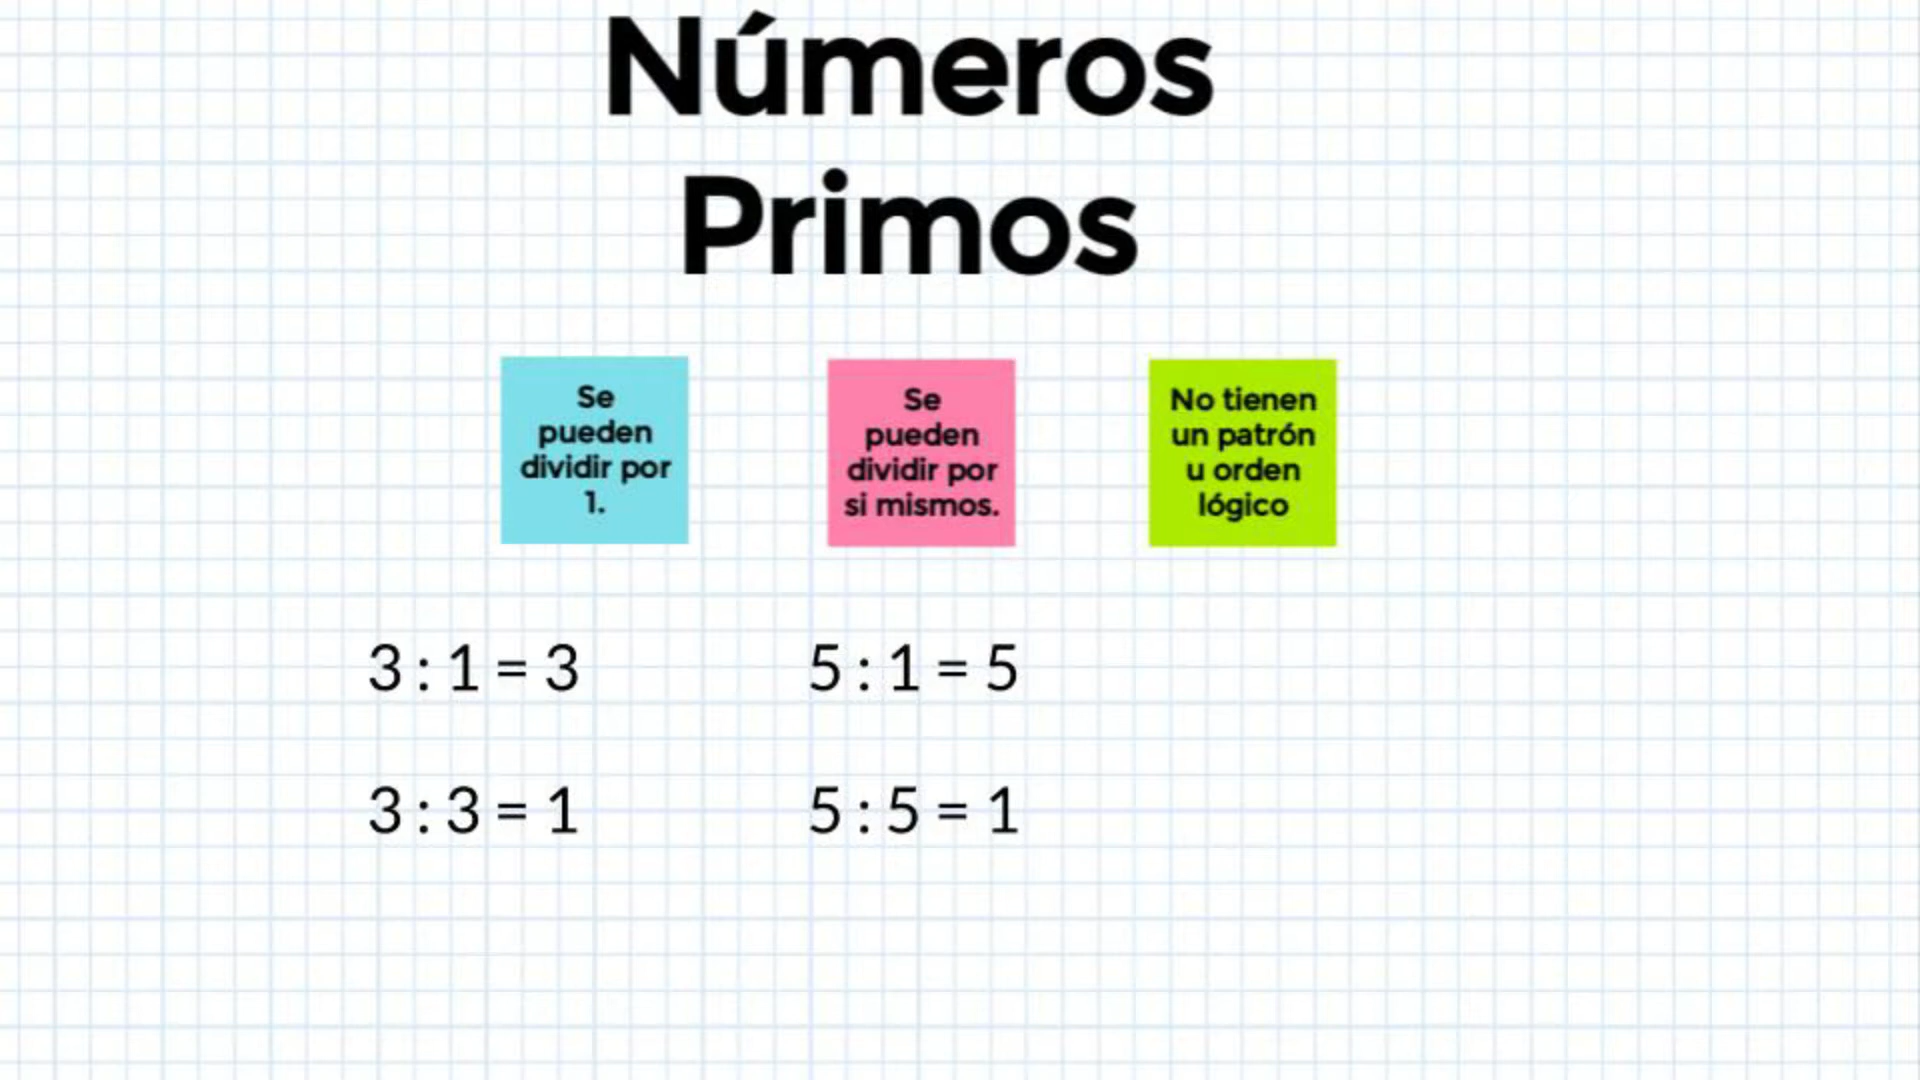 Números
Primos
Se
pueden
dividir por
1.
Se
pueden
dividir por
si mismos.
No tienen
un patrón
u orden
lógico
3 : 1 = 3
5 : 1 = 5
3 : 3 = 1
5 : 5 = 1